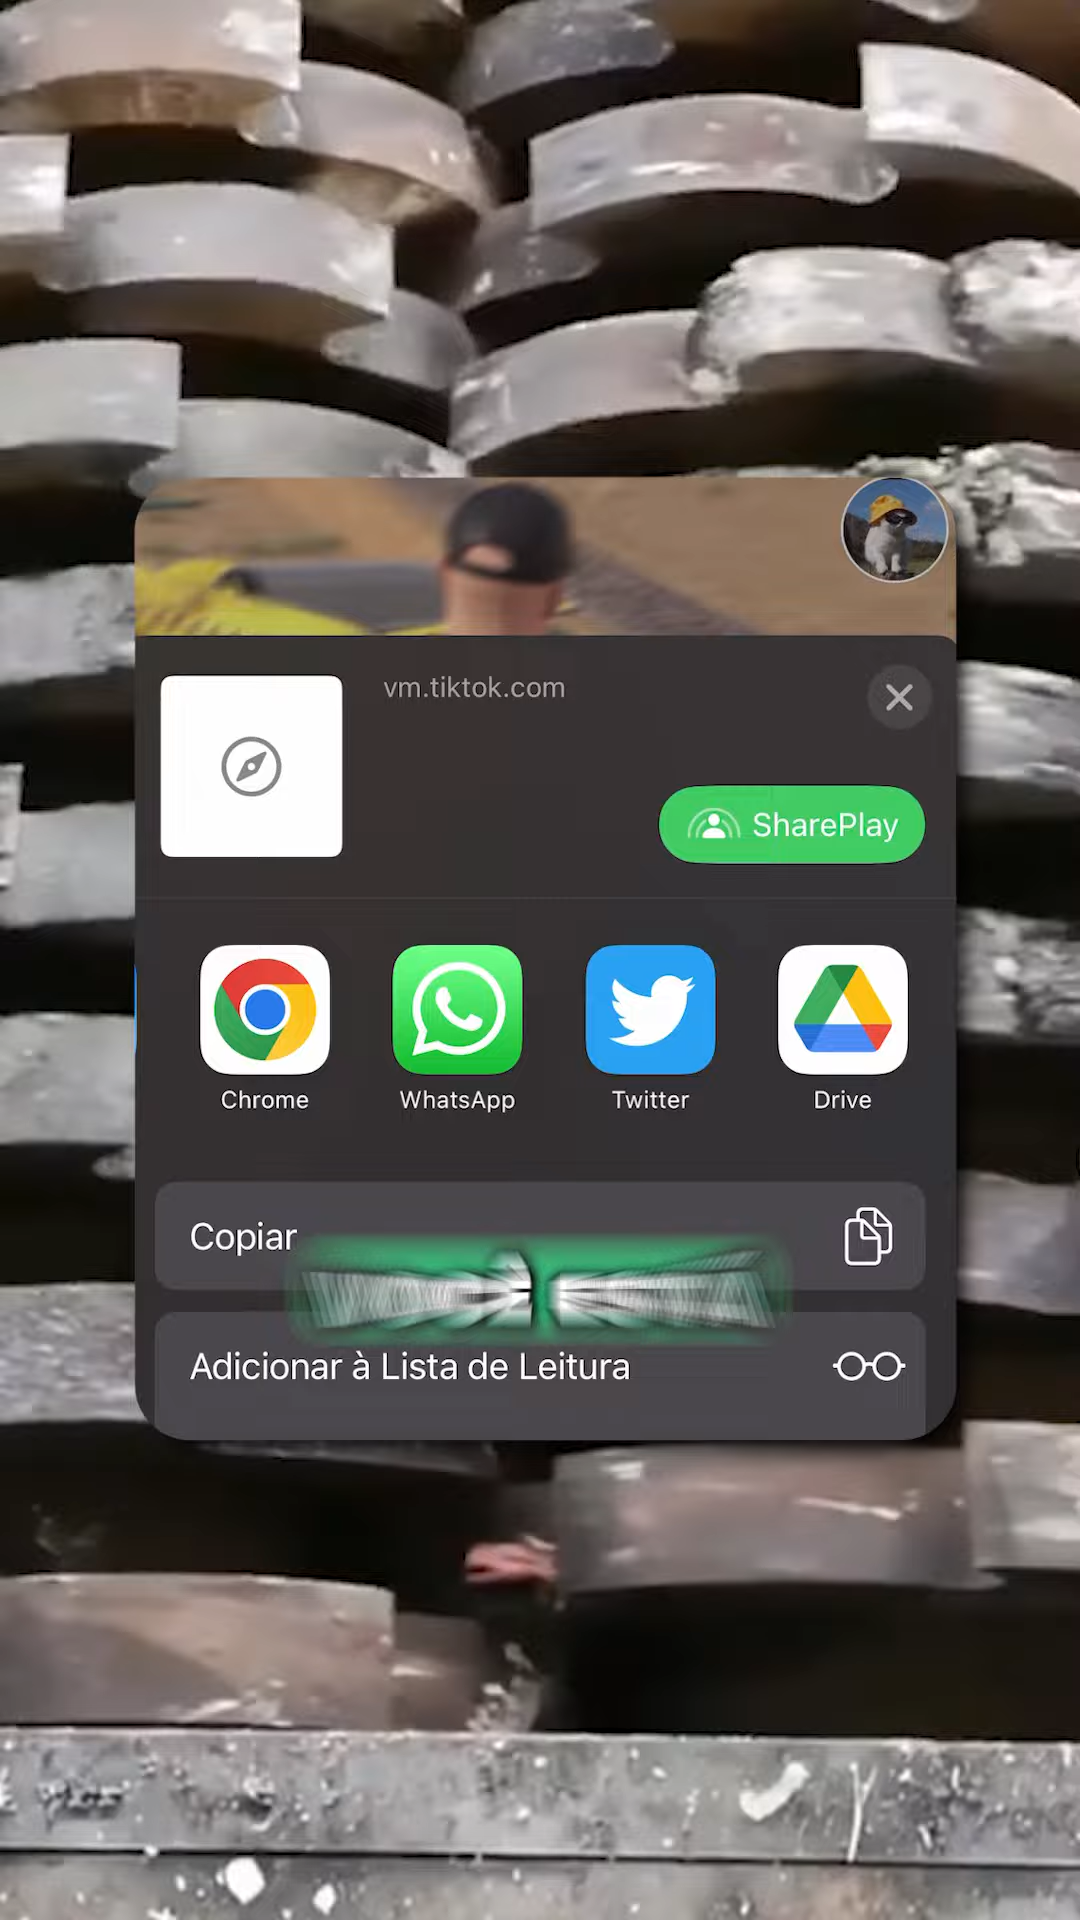 vm.tiktok.com
SharePlay
Chrome
WhatsApp
Twitter
Drive
Copiar
Adicionar à Lista de Leitura